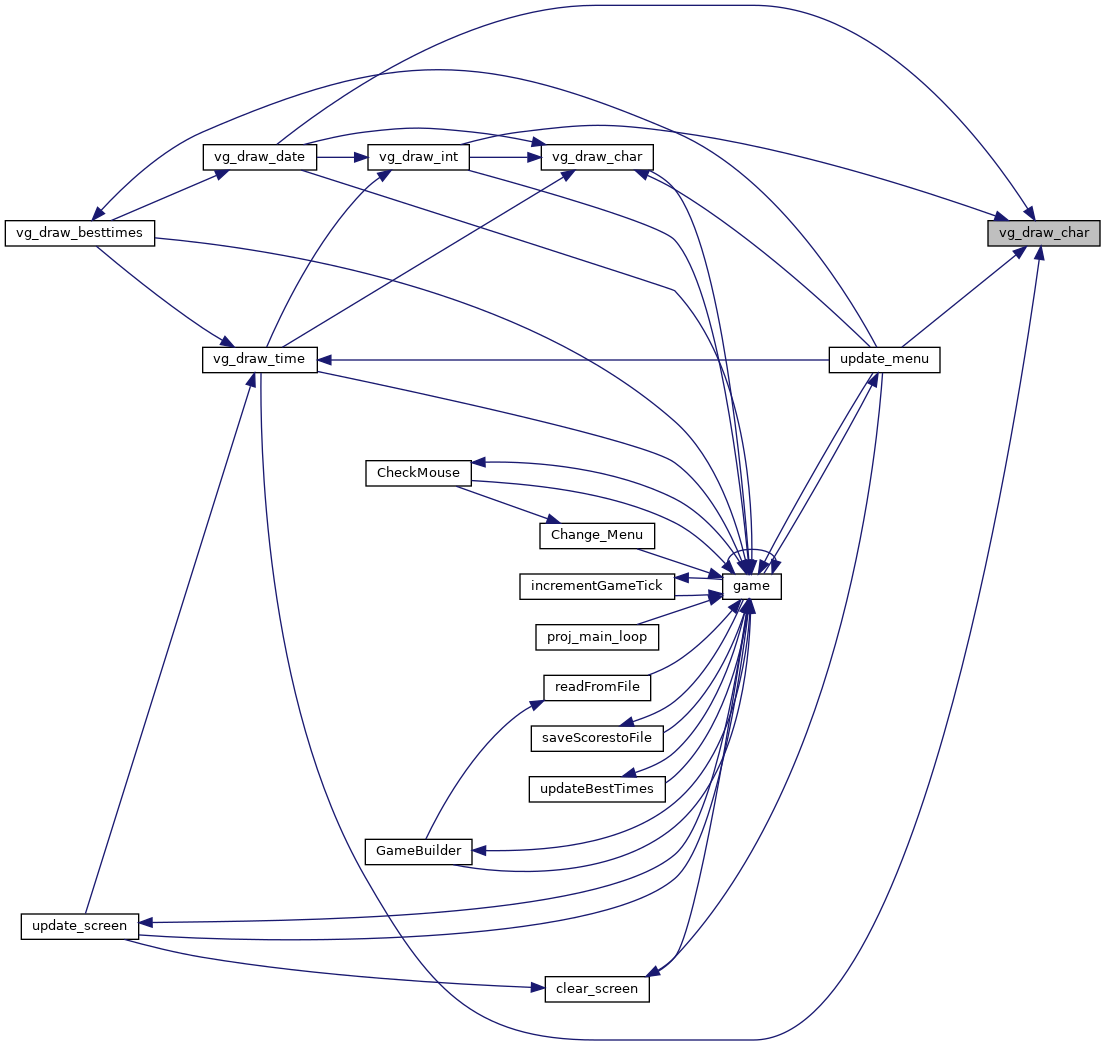 vg_draw_date
vg_draw_int
vg_draw_char
vg_draw_besttimes
vg_draw_char
vg_draw_time
update_menu
CheckMouse
Change_Menu
incrementGameTick
game
proj_main_loop
readFromFile
saveScorestoFile
updateBestTimes
GameBuilder
update_screen
clear_screen